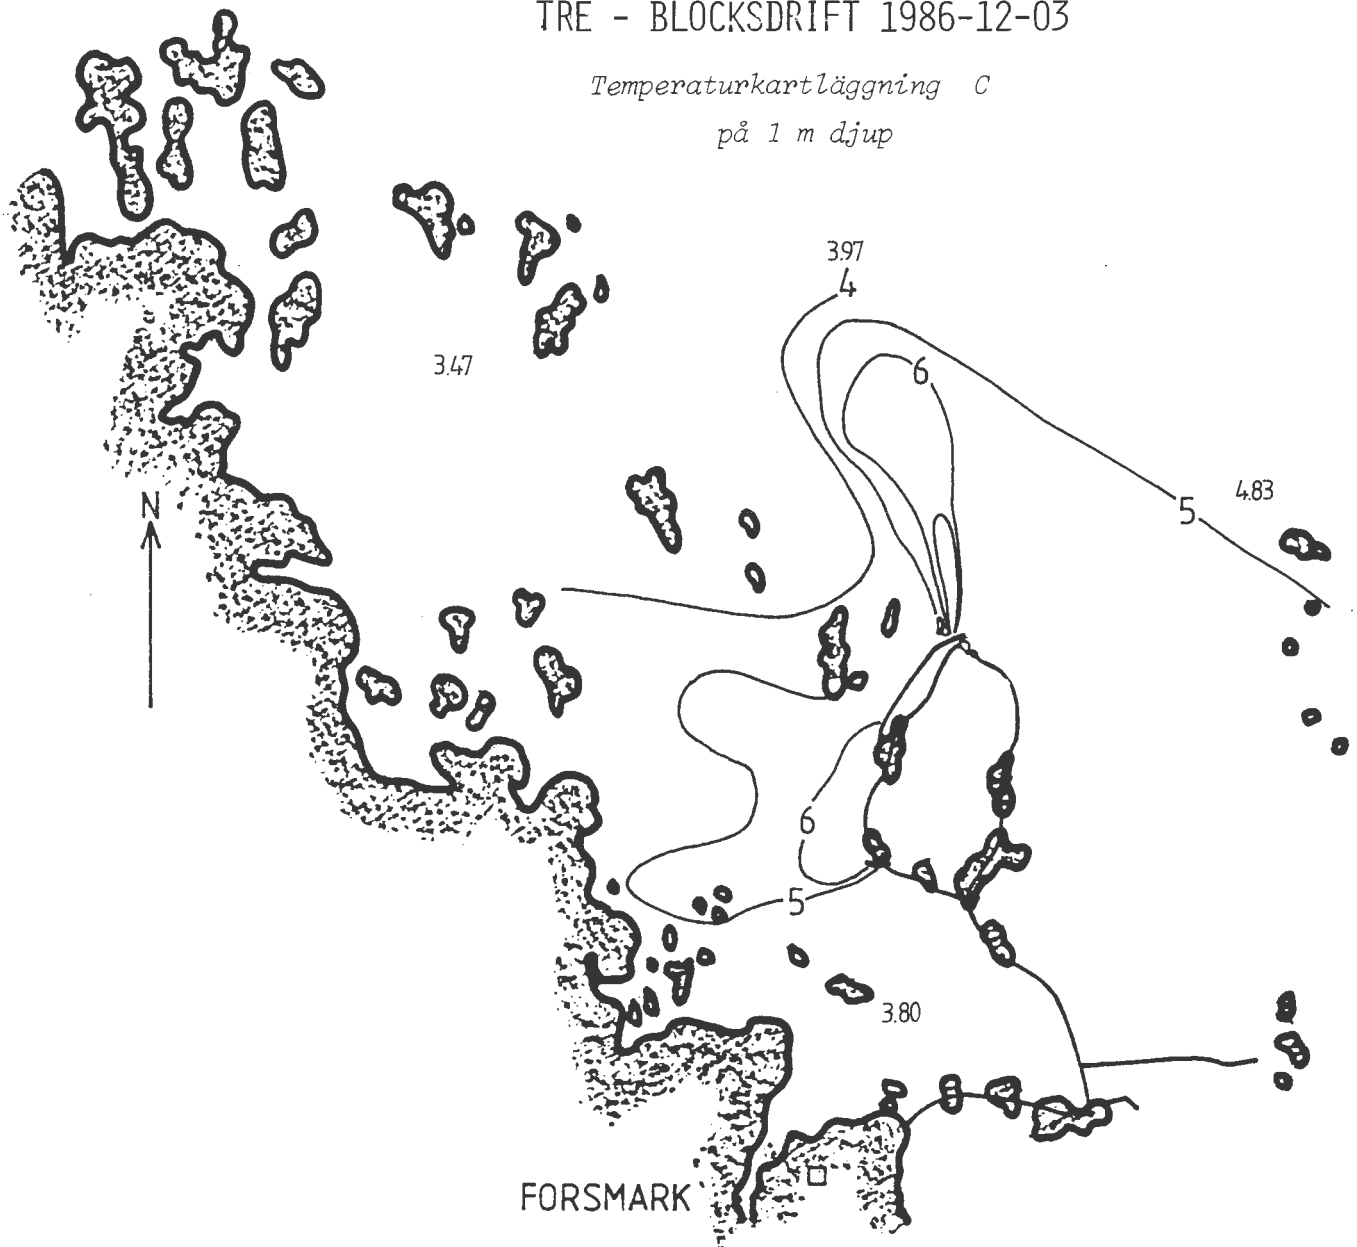 TRE - BLOCKSDRIFT 1986-12-03
Temperaturkartläggning C
på 1 m djup
3.97
4
3.47
6
4.83
5
N
6
5
3.80
FORSMARK